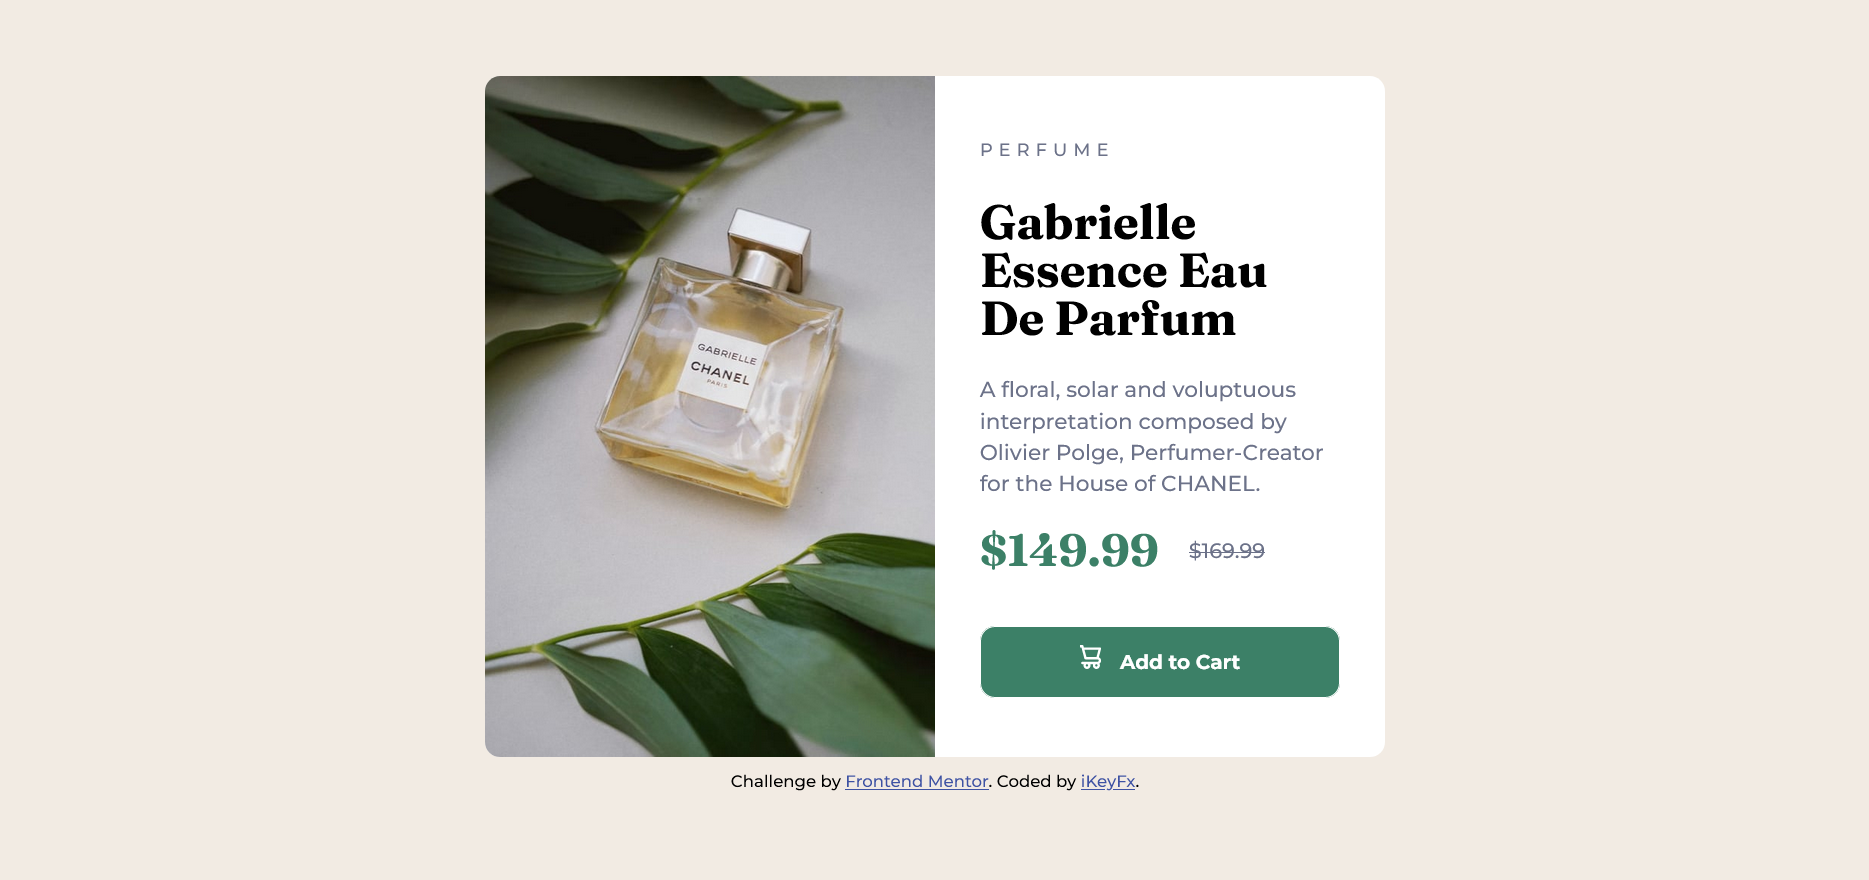 PERFUME
Gabrielle
Essence Eau
De Parfum
A floral, solar and voluptuous
interpretation composed by
Olivier Polge, Perfumer-Creator
for the House of CHANEL.
$149.99 $169.99
Add to Cart
GABRIELLE
CHANEL
PARIS
Challenge by Frontend Mentor. Coded by iKeyFx.